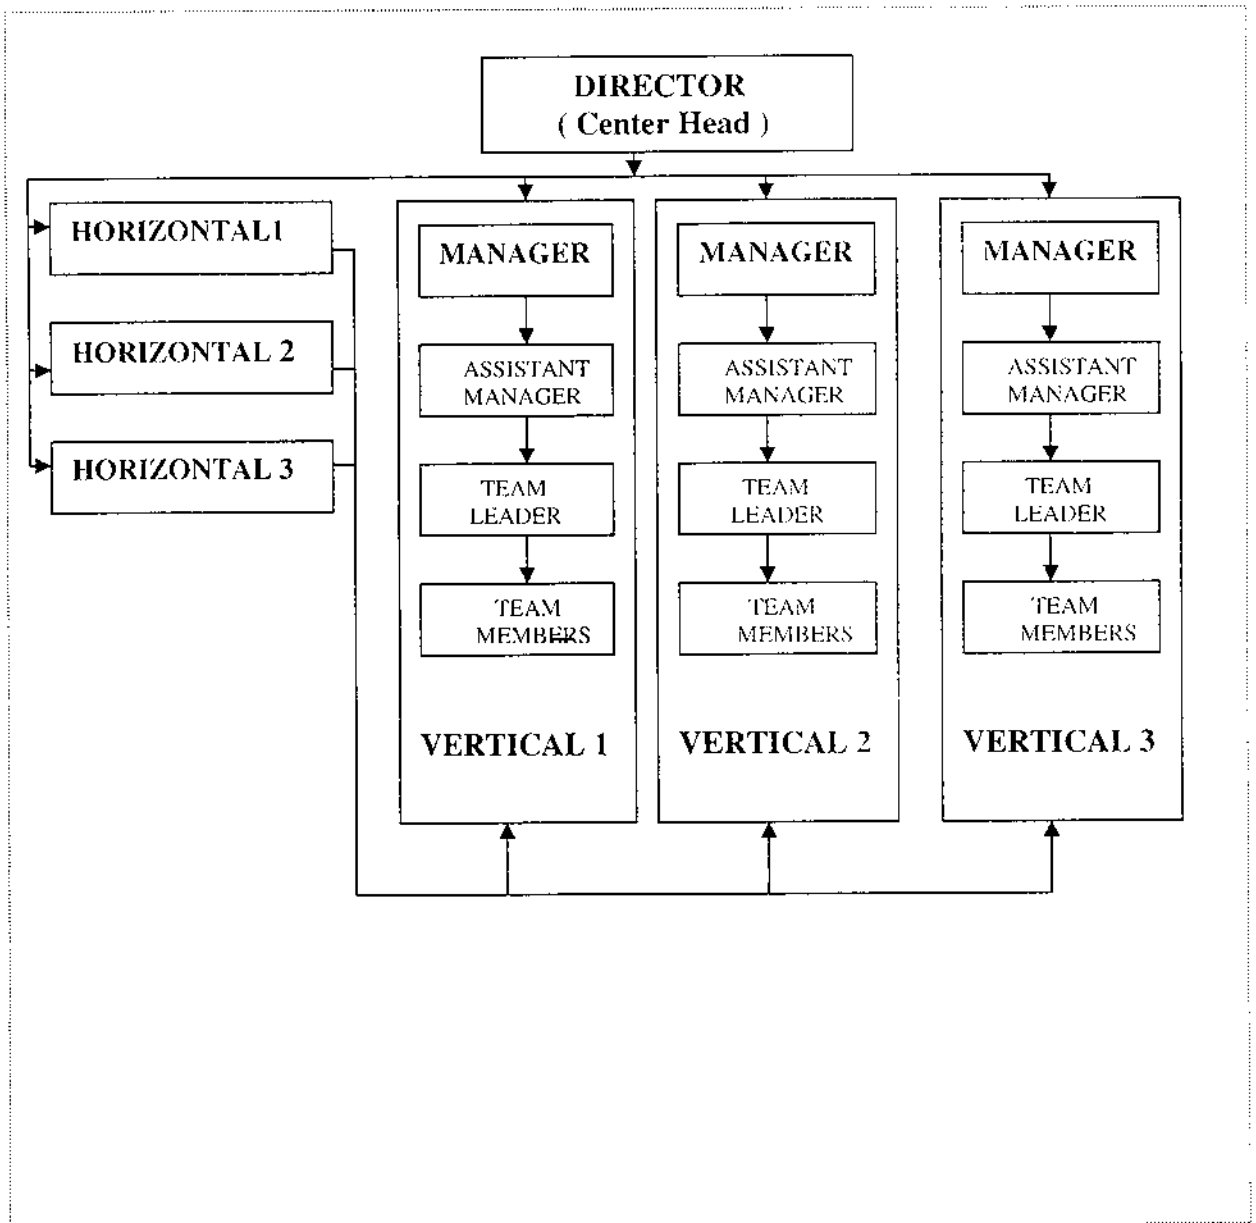 DIRECTOR
( Center Head )
HORIZONTAL1
HORIZONTAL 2
HORIZONTAL 3
MANAGER
ASSISTANT
MANAGER
TEAM
LEADER
TEAM
MEMBERS
VERTICAL 1
MANAGER
ASSISTANT
MANAGER
TEAM
LEADER
TEAM
MEMBERS
VERTICAL 2
MANAGER
ASSISTANT
MANAGER
TEAM
LEADER
TEAM
MEMBERS
VERTICAL 3